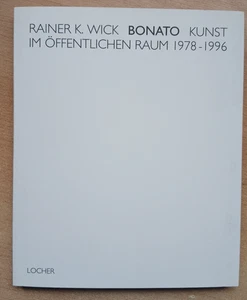 RAINER K. WICK BONATO KUNST
IM ÖFFENTLICHEN RAUM 1978-1996
LOCHER